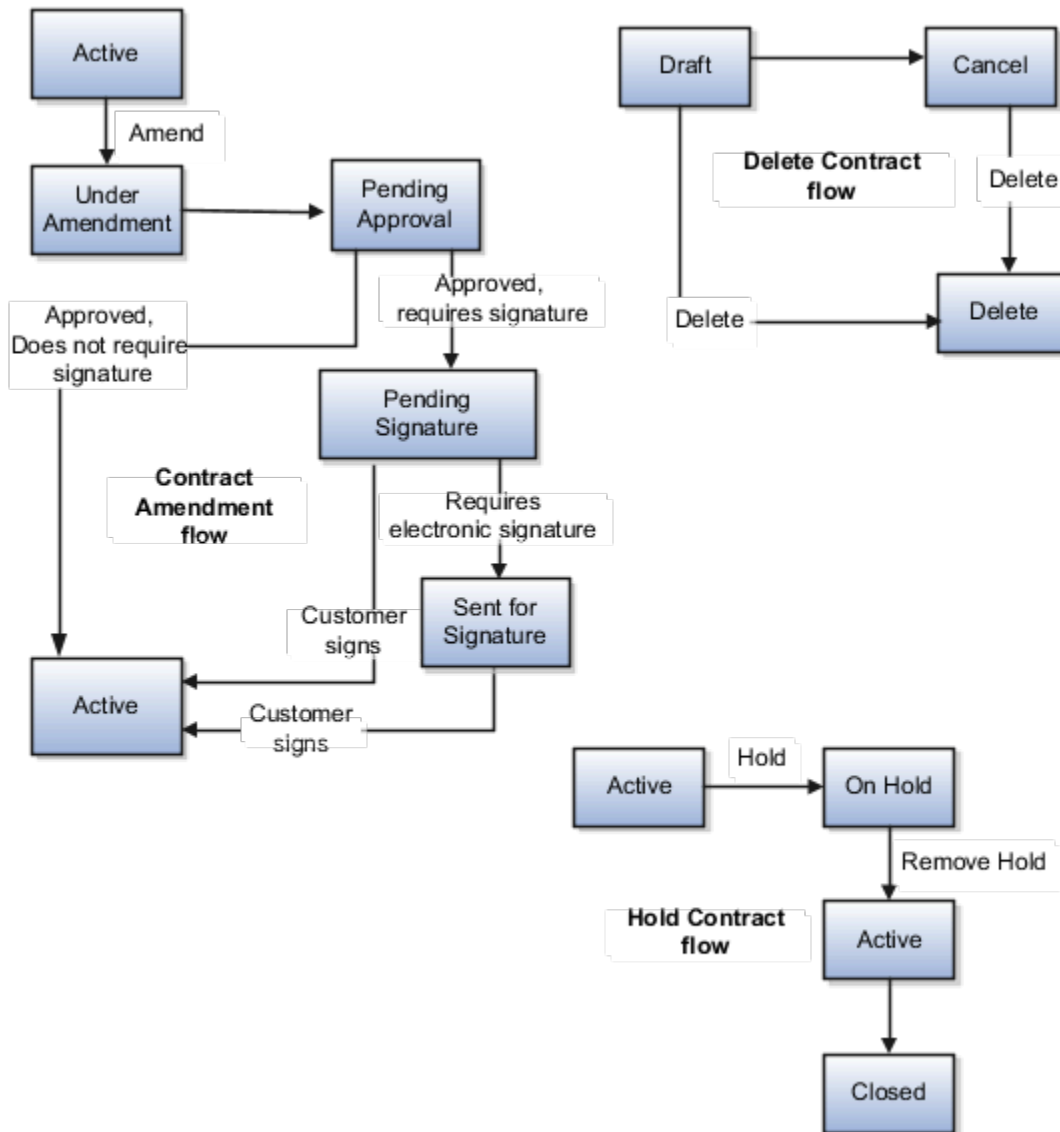 Active
Amend
Under
Amendment
Pending
Approval
Approved,
Does not require
signature
Approved,
requires signature
Pending
Signature
Contract
Amendment
flow
Requires
electronic signature
Sent for
Signature
Customer
signs
Active
Customer
signs
Draft
Cancel
Delete Contract
flow
Delete
Delete
Delete
Active
Hold
On Hold
Remove Hold
Hold Contract
flow
Active
Closed